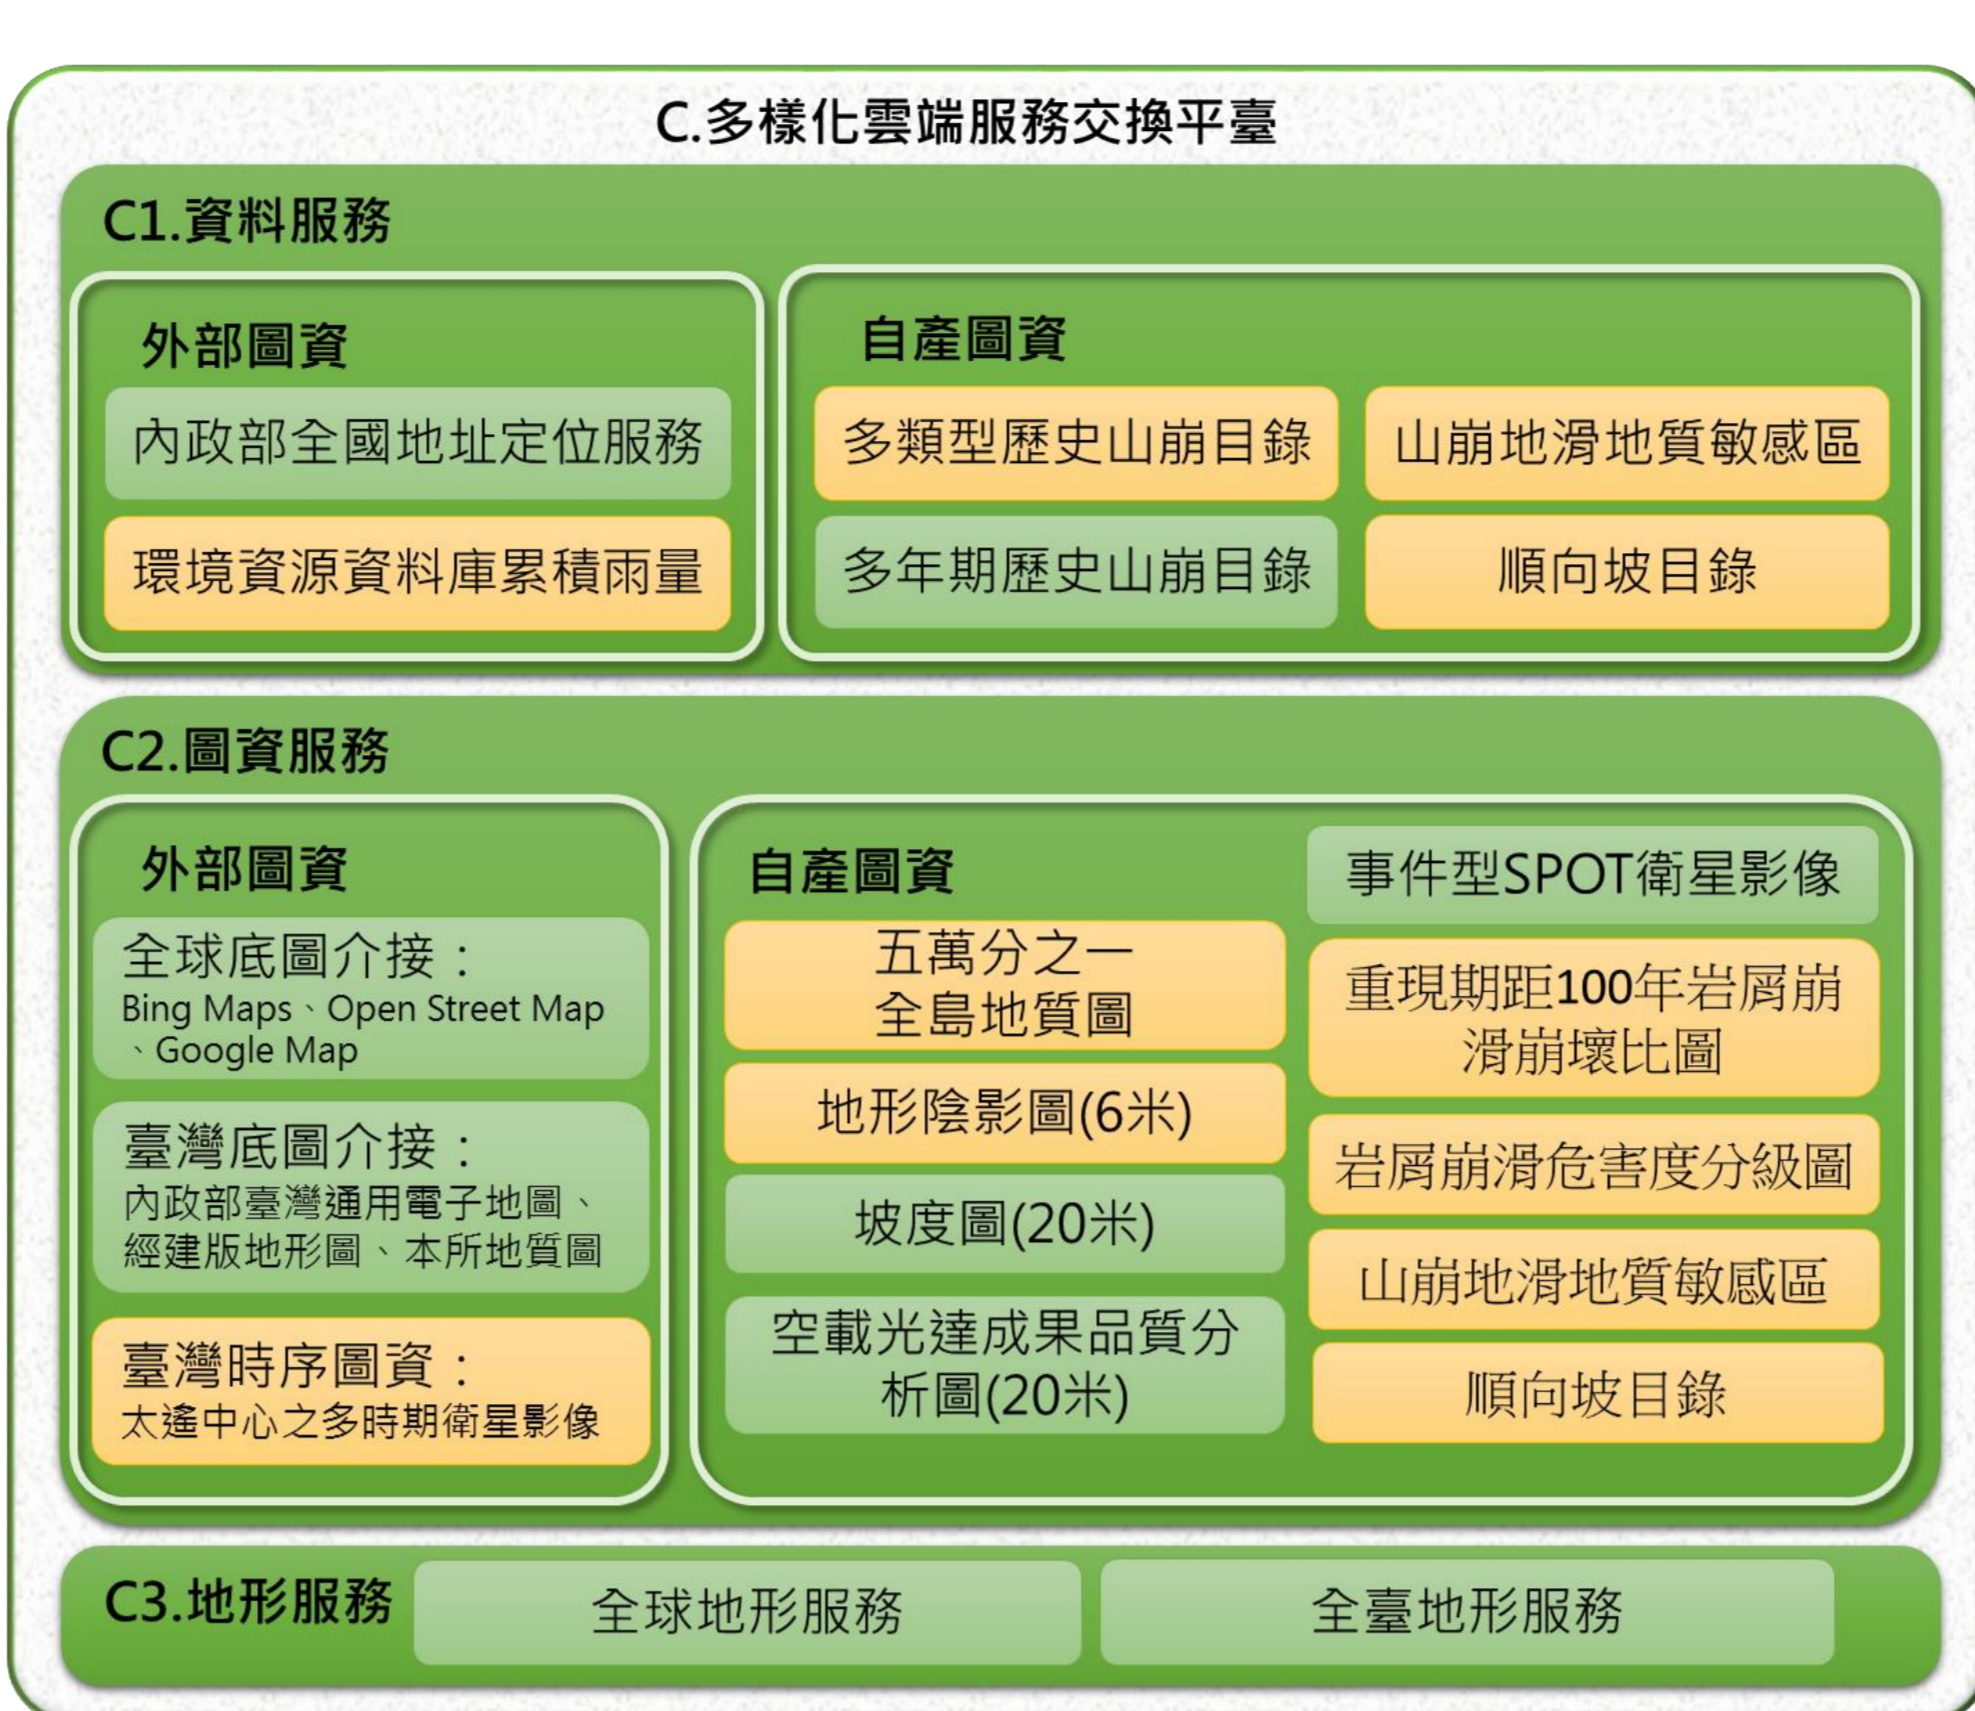 C.多樣化雲端服務交換平臺
C1.資料服務
外部圖資
內政部全國地址定位服務
環境資源資料庫累積雨量
自產圖資
多類型歷史山崩目錄
山崩地滑地質敏感區
多年期歷史山崩目錄
順向坡目錄
C2.圖資服務
外部圖資
全球底圖介接：
Bing Maps、Open Street Map
、Google Map
臺灣底圖介接：
內政部臺灣通用電子地圖、
經建版地形圖、本所地質圖
臺灣時序圖資：
太遙中心之多時期衛星影像
自產圖資
五萬分之一
全島地質圖
地形陰影圖(6米)
坡度圖(20米)
空載光達成果品質分
析圖(20米)
事件型SPOT衛星影像
重現期距100年岩屑崩
滑崩壞比圖
岩屑崩滑危害度分級圖
山崩地滑地質敏感區
順向坡目錄
C3.地形服務
全球地形服務
全臺地形服務